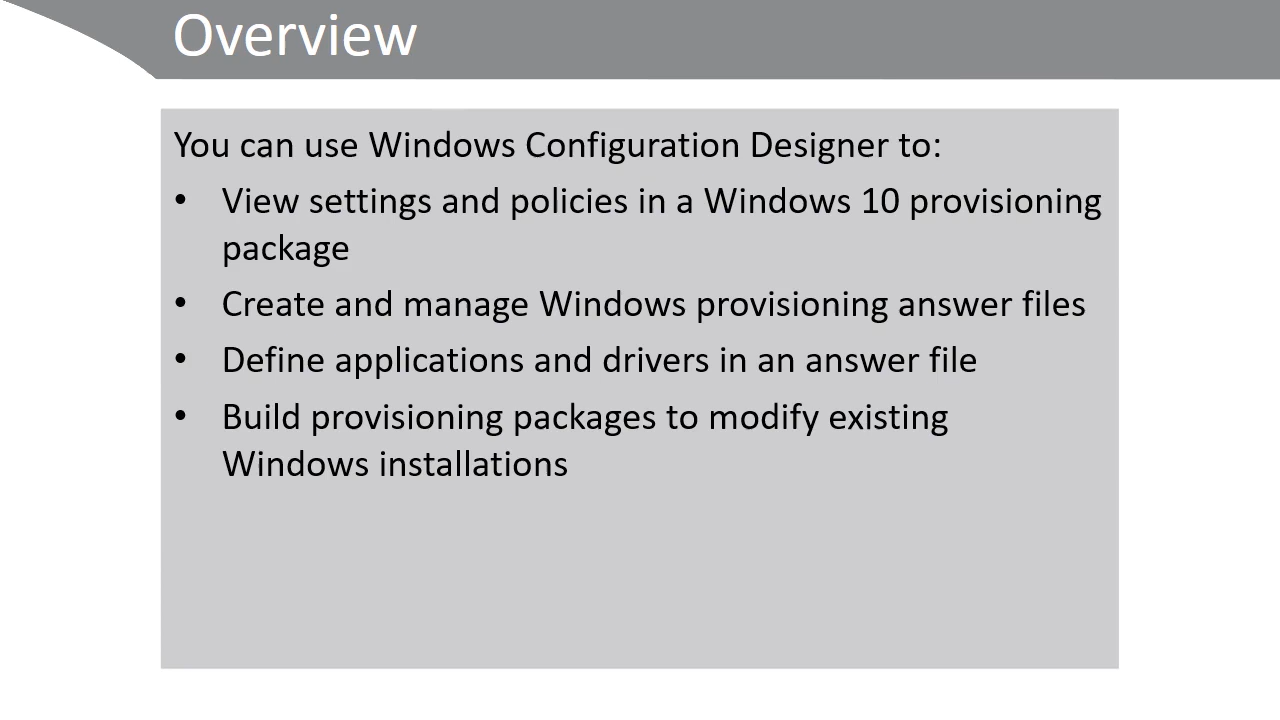 Overview
You can use Windows Configuration Designer to:
• View settings and policies in a Windows 10 provisioning
package
• Create and manage Windows provisioning answer files
• Define applications and drivers in an answer file
• Build provisioning packages to modify existing
Windows installations